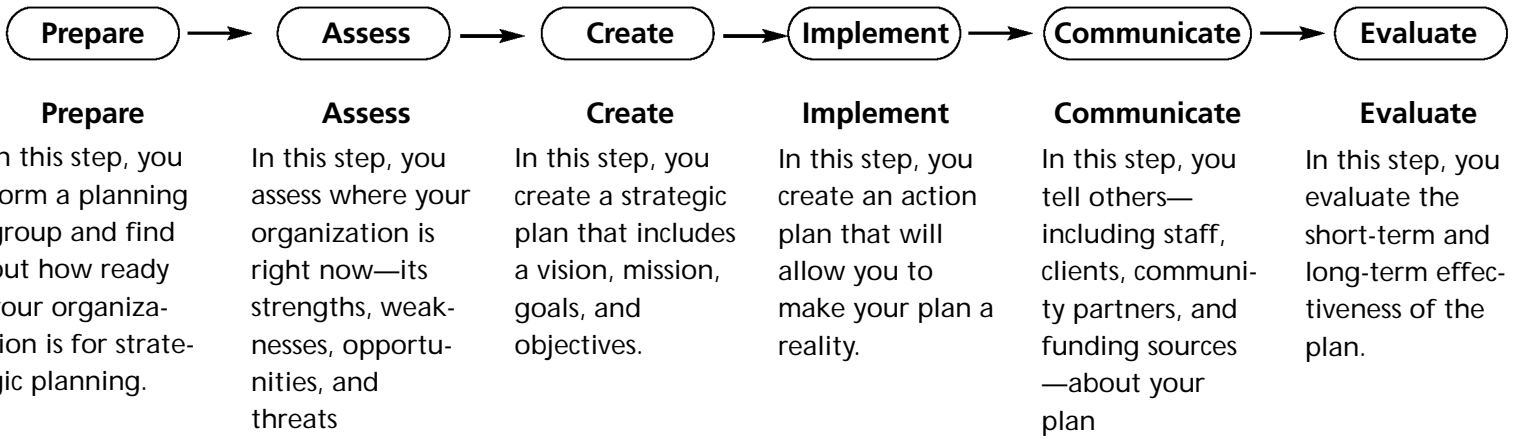 Prepare
Assess
Create
Implement
Communicate
Evaluate
Prepare
n this step, you
orm a planning
group and find
out how ready
your organiza-
ion is for strate-
gic planning.
Assess
In this step, you
assess where your
organization is
right now—its
strengths, weak-
nesses, opportu-
nities, and
threats
Create
In this step, you
create a strategic
plan that includes
a vision, mission,
goals, and
objectives.
Implement
In this step, you
create an action
plan that will
allow you to
make your plan a
reality.
Communicate
In this step, you
tell others—
including staff,
clients, communi-
ty partners, and
funding sources
—about your
plan
Evaluate
In this step, you
evaluate the
short-term and
long-term effec-
tiveness of the
plan.